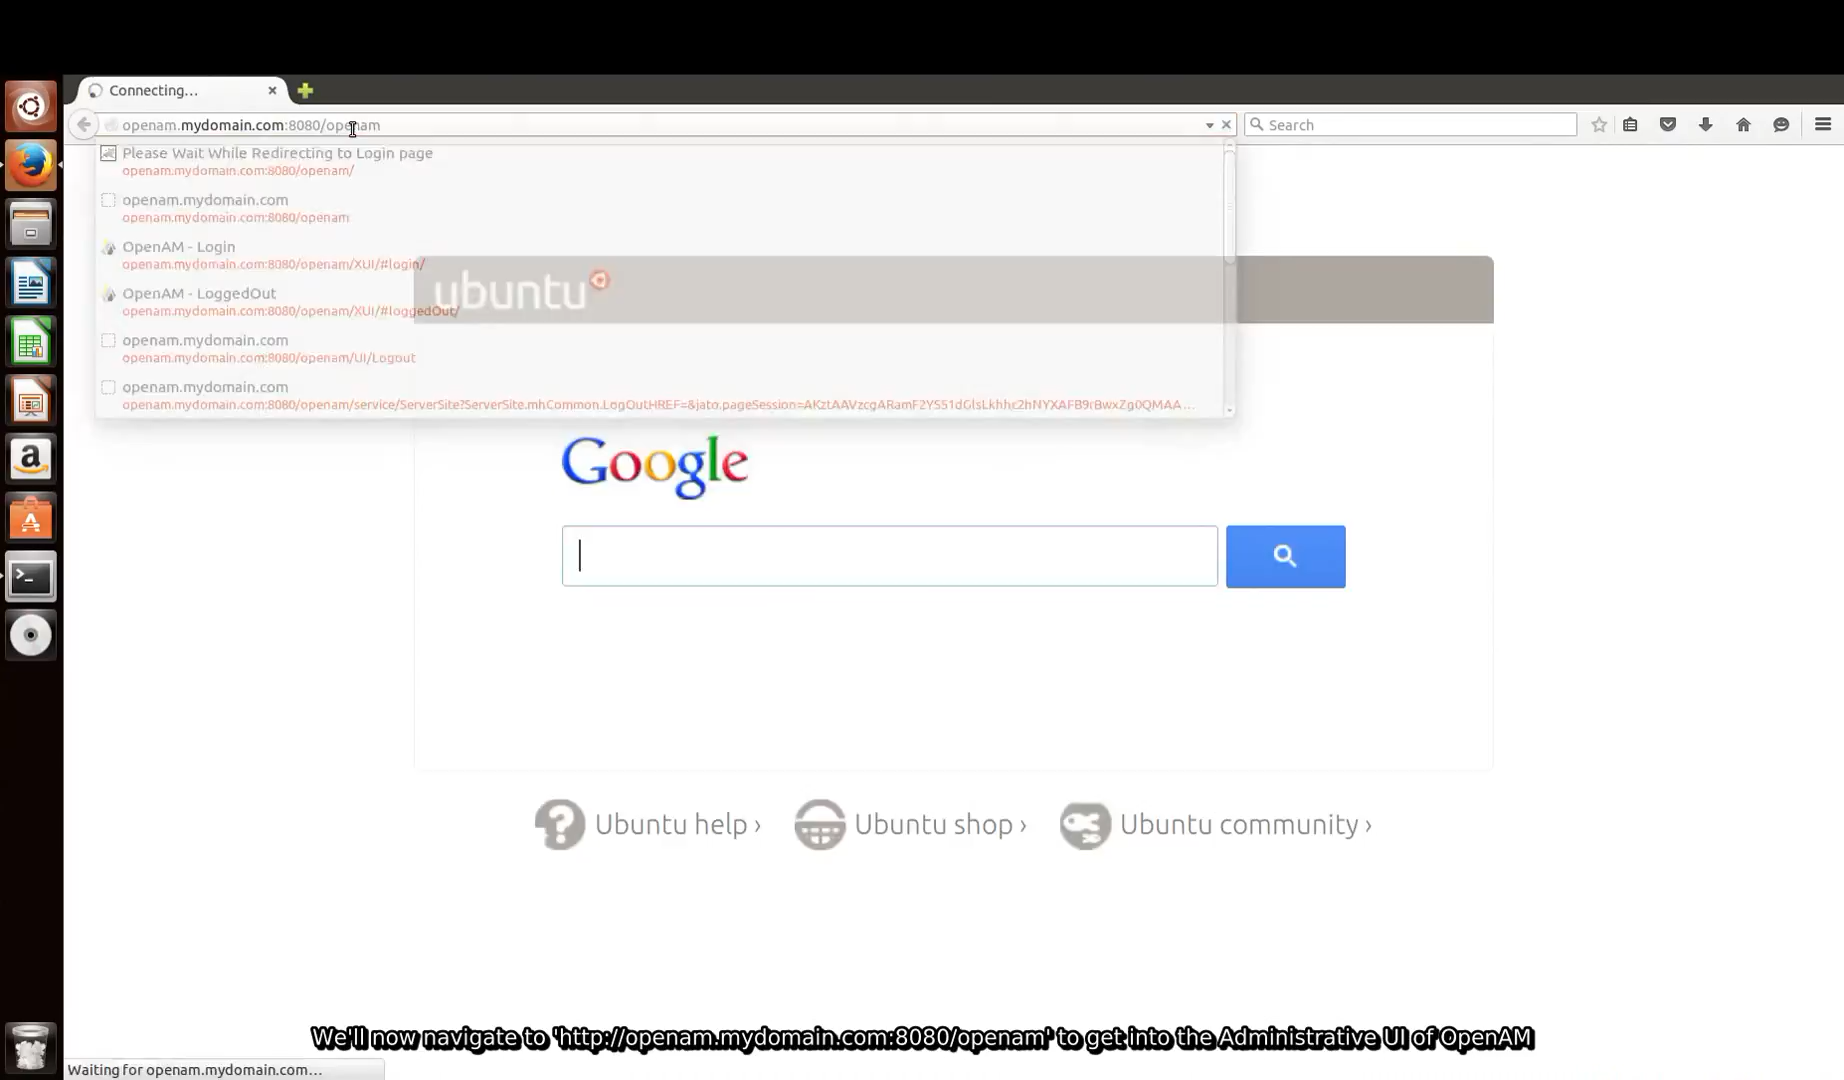 Connecting...
openam.mydomain.com:8080/openam
Search
Please Wait While Redirecting to Login page
openam.mydomain.com:8080/openam/
openam.mydomain.com
openam.mydomain.com:8080/openam
OpenAM - Login
openam.mydomain.com:8080/openam/XUI/#login/
OpenAM - LoggedOut
openam.mydomain.com:8080/openam/XUI/#loggedOut/
ubuntu
openam.mydomain.com
openam.mydomain.com:8080/openam/UI/Logout
openam.mydomain.com
Google
Ubuntu help ›
Ubuntu shop ›
Ubuntu community ›
We'll now navigate to 'http://openam.mydomain.com:8080/openam' to get into the Administrative UI of OpenAM
Waiting for openam.mydomain.com...